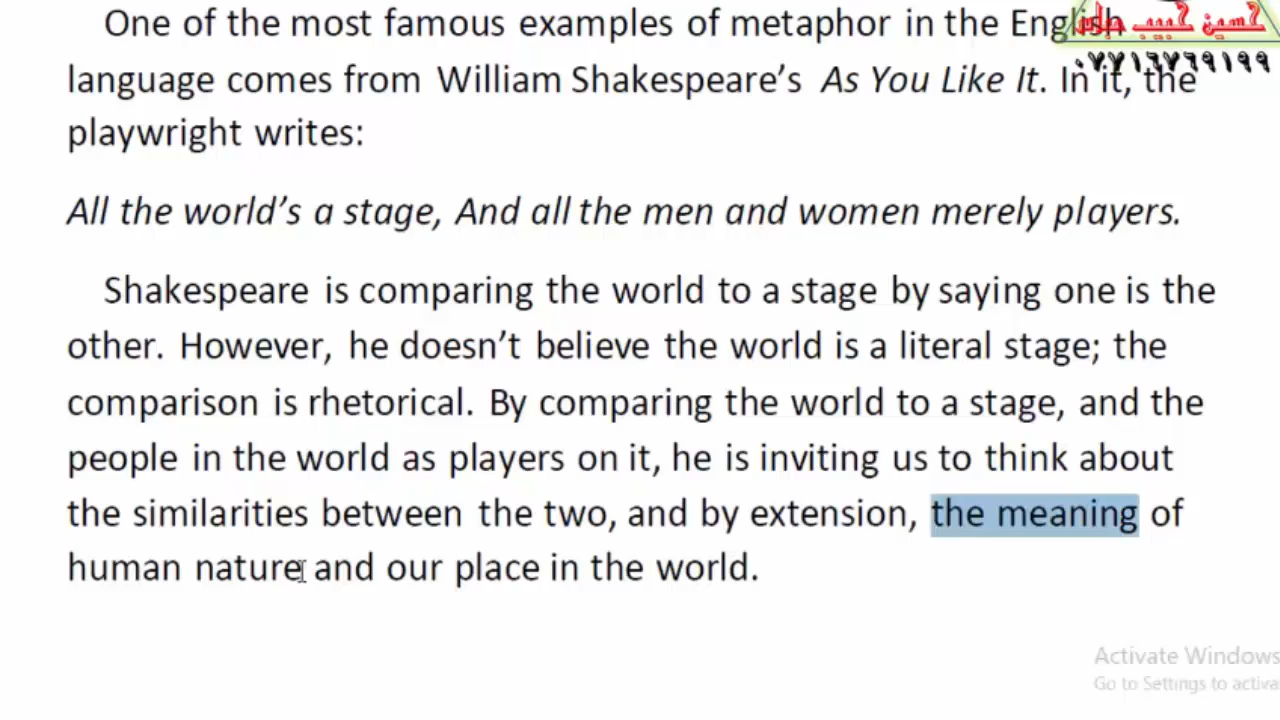 One of the most famous examples of metaphor in the English
حسين حبيب
language comes from William Shakespeare's As You Like It. In it, the
٠٧٧١٦٧٦٩١٩٩
playwright writes:
All the world's a stage, And all the men and women merely players.
Shakespeare is comparing the world to a stage by saying one is the
other. However, he doesn't believe the world is a literal stage; the
comparison is rhetorical. By comparing the world to a stage, and the
people in the world as players on it, he is inviting us to think about
the similarities between the two, and by extension, the meaning of
human nature and our place in the world.
Activate Windows
Go to Settings to activa